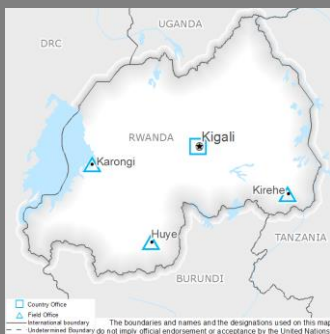 UGANDA
DRC
RWANDA
Kigali
Karongi
Kirehe
Huye
TANZANIA
BURUNDI
Country Office
Field Office
International boundary
Undetermined Boundary
The boundaries and names and the designations used on this
do not imply official endorsement or acceptance by the United Nations